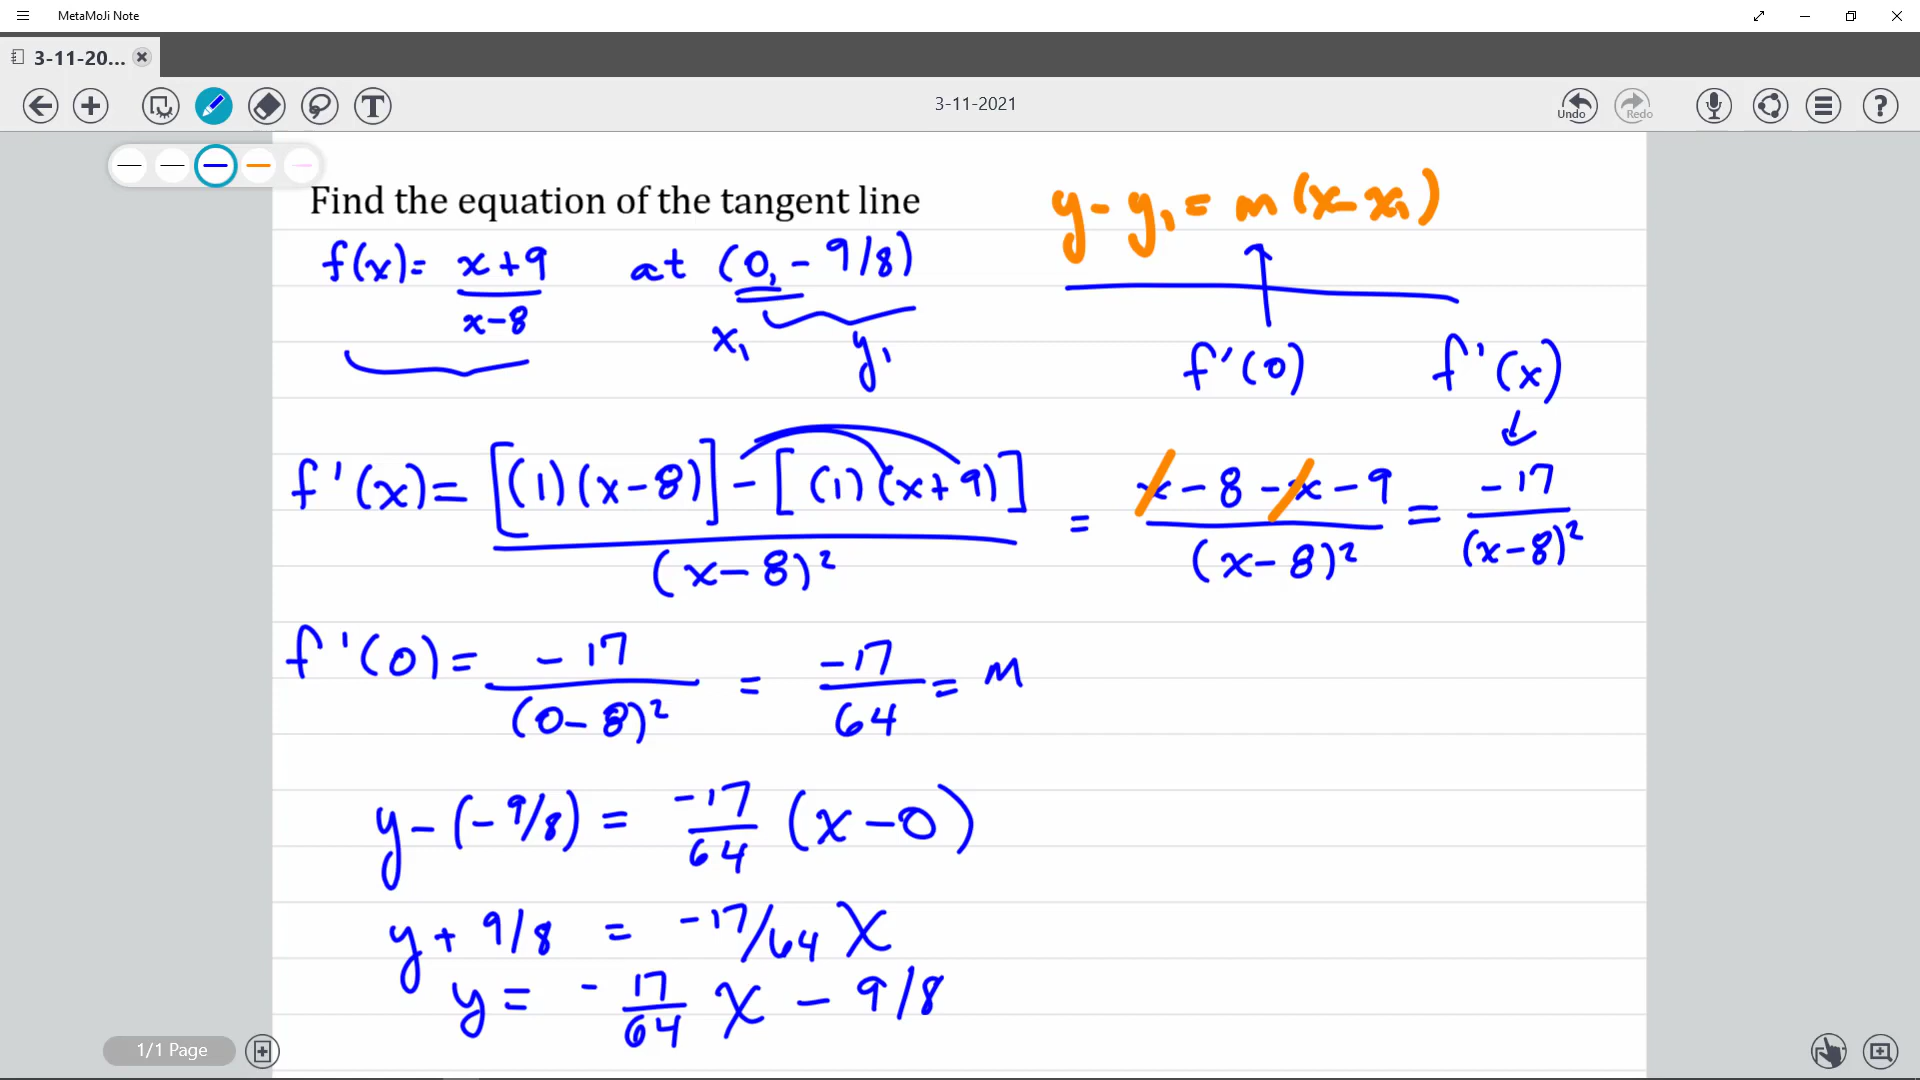 MetaMoJi Note
3-11-20...
3-11-2021
Undo
Redo
Find the equation of the tangent line
y - y₁ = m(x - x₁)
f(x) = (x+9)/(x-8) at (0, -9/8)
x₁ y₁
f'(0) f'(x)
f'(x) = ([(1)(x-8)] - [(1)(x+9)])/(x-8)² = (x-8-x-9)/(x-8)² = -17/(x-8)²
f'(0) = -17/(0-8)² = -17/64 = m
y - (-9/8) = -17/64 (x-0)
y + 9/8 = -17/64 x
y = -17/64 x - 9/8
1/1 Page